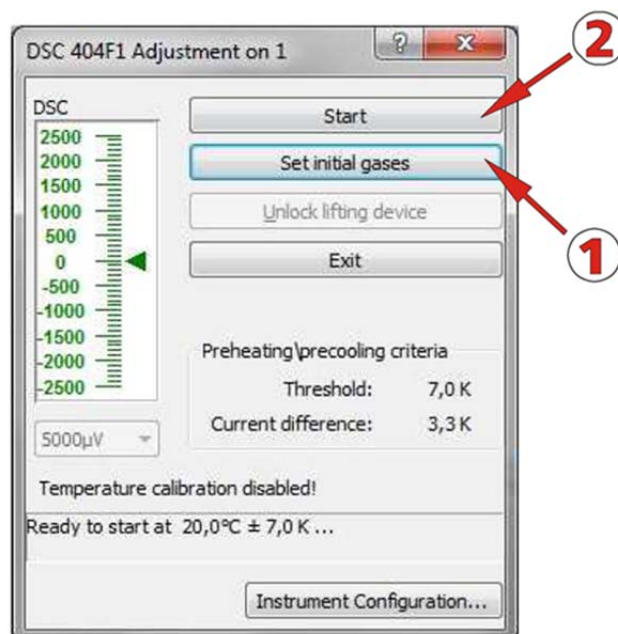 DSC 404F1 Adjustment on 1
?
x
2
DSC
2500
2000
1500
1000
500
0
-500
-1000
-1500
-2000
-2500
Start
Set initial gases
Unlock lifting device
Exit
1
Preheating\precooling criteria
Threshold: 7,0 K
Current difference: 3,3 K
5000µV
Temperature calibration disabled!
Ready to start at 20,0°C ± 7,0 K ...
Instrument Configuration...